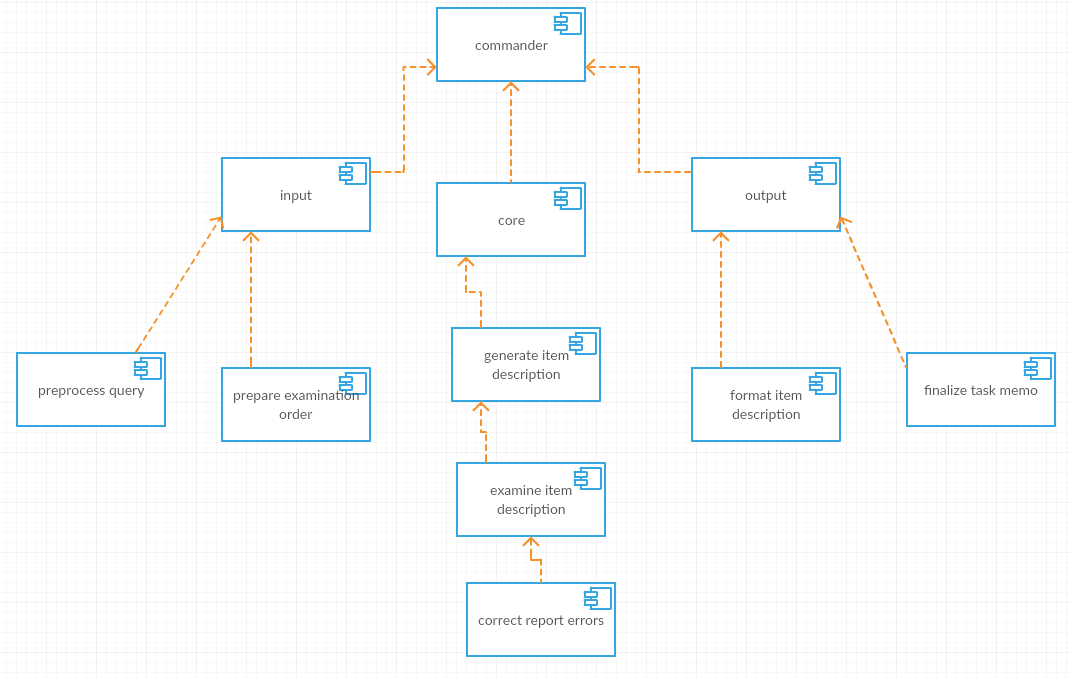 commander
input
core
output
generate item
description
preprocess query
prepare examination
order
format item
description
finalize task memo
examine item
description
correct report errors